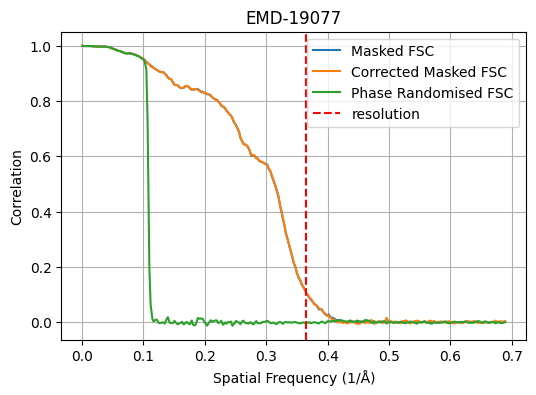 EMD-19077
Masked FSC
Corrected Masked FSC
Phase Randomised FSC
resolution
Correlation
1.0
0.8
0.6
0.4
0.2
0.0
0.0 0.1 0.2 0.3 0.4 0.5 0.6 0.7
Spatial Frequency (1/Å)